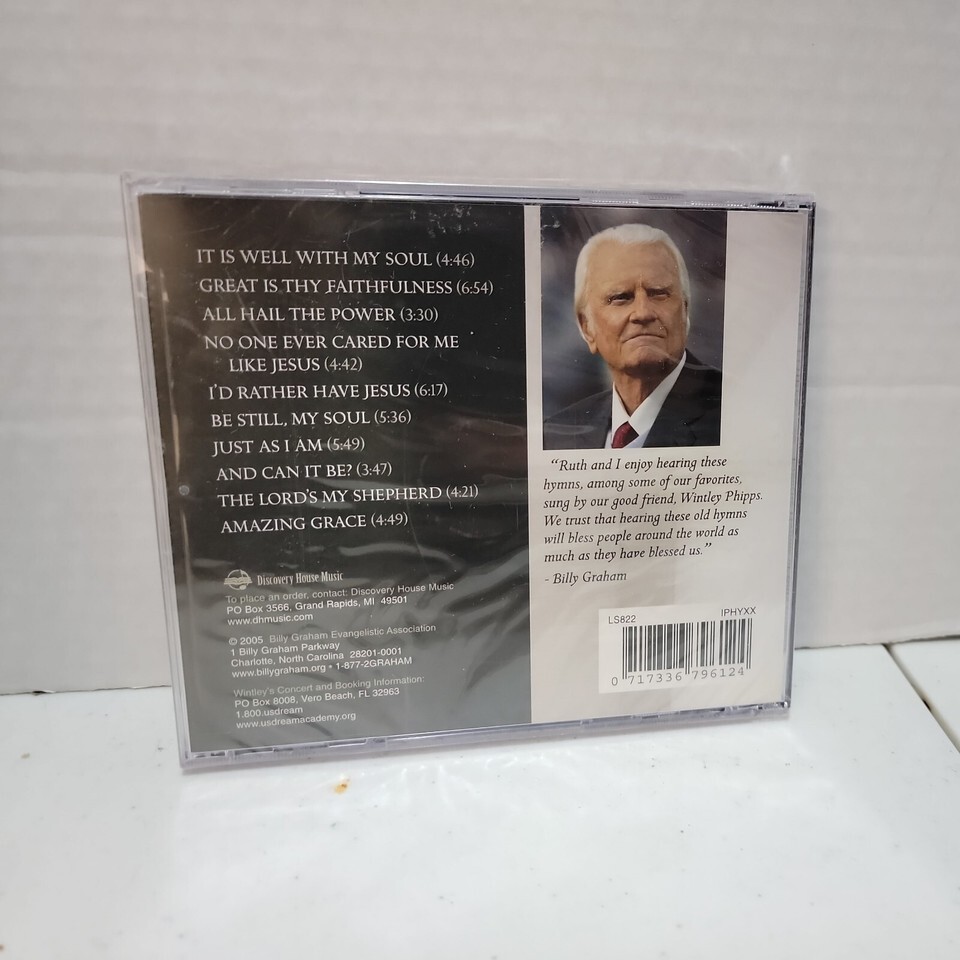 IT IS WELL WITH MY SOUL (4:46)
GREAT IS THY FAITHFULNESS (6:54)
ALL HAIL THE POWER (3:30)
NO ONE EVER CARED FOR ME
LIKE JESUS (4:42)
I'D RATHER HAVE JESUS (6:17)
BE STILL, MY SOUL (5:36)
JUST AS I AM (5:49)
AND CAN IT BE? (3:47)
THE LORD'S MY SHEPHERD (4:21)
AMAZING GRACE (4:49)
Discovery House Music
To place an order, contact: Discovery House Music
PO Box 3566, Grand Rapids, MI 49501
www.dhmusic.com
© 2005 Billy Graham Evangelistic Association
1 Billy Graham Parkway
Charlotte, North Carolina 28201-0001
www.billygraham.org • 1-877-2GRAHAM
Wintley's Concert and Booking Information:
PO Box 8008, Vero Beach, FL 32963
1.800.usdream
www.usdreamacademy.org
"Ruth and I enjoy hearing these
hymns, among some of our favorites,
sung by our good friend, Wintley Phipps.
We trust that hearing these old hymns
will bless people around the world as
much as they have blessed us."
- Billy Graham
LS822 IPHYXX
0 717336 796124